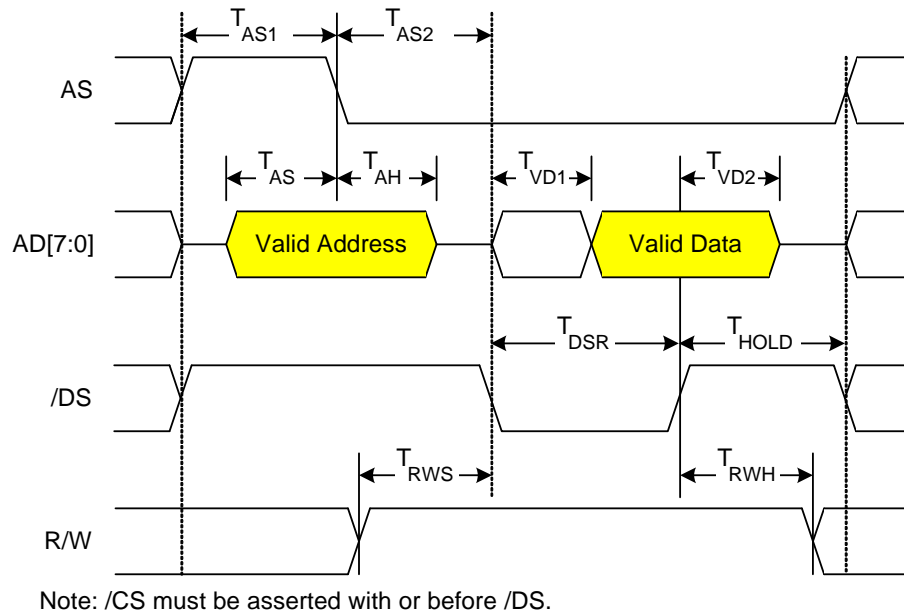 TAS1 TAS2
AS
TAS TAH TVD1 TVD2
AD[7:0] Valid Address Valid Data
TDSR THOLD
/DS
TRWS TRWH
R/W
Note: /CS must be asserted with or before /DS.